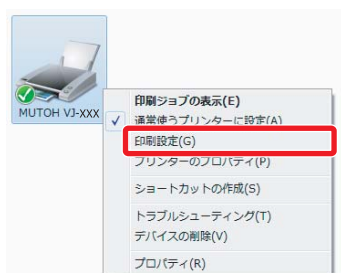 MUTOH VJ-XXX
印刷ジョブの表示(E)
通常使うプリンターに設定(A)
印刷設定(G)
プリンターのプロパティ(P)
ショートカットの作成(S)
トラブルシューティング(T)
デバイスの削除(V)
プロパティ(R)